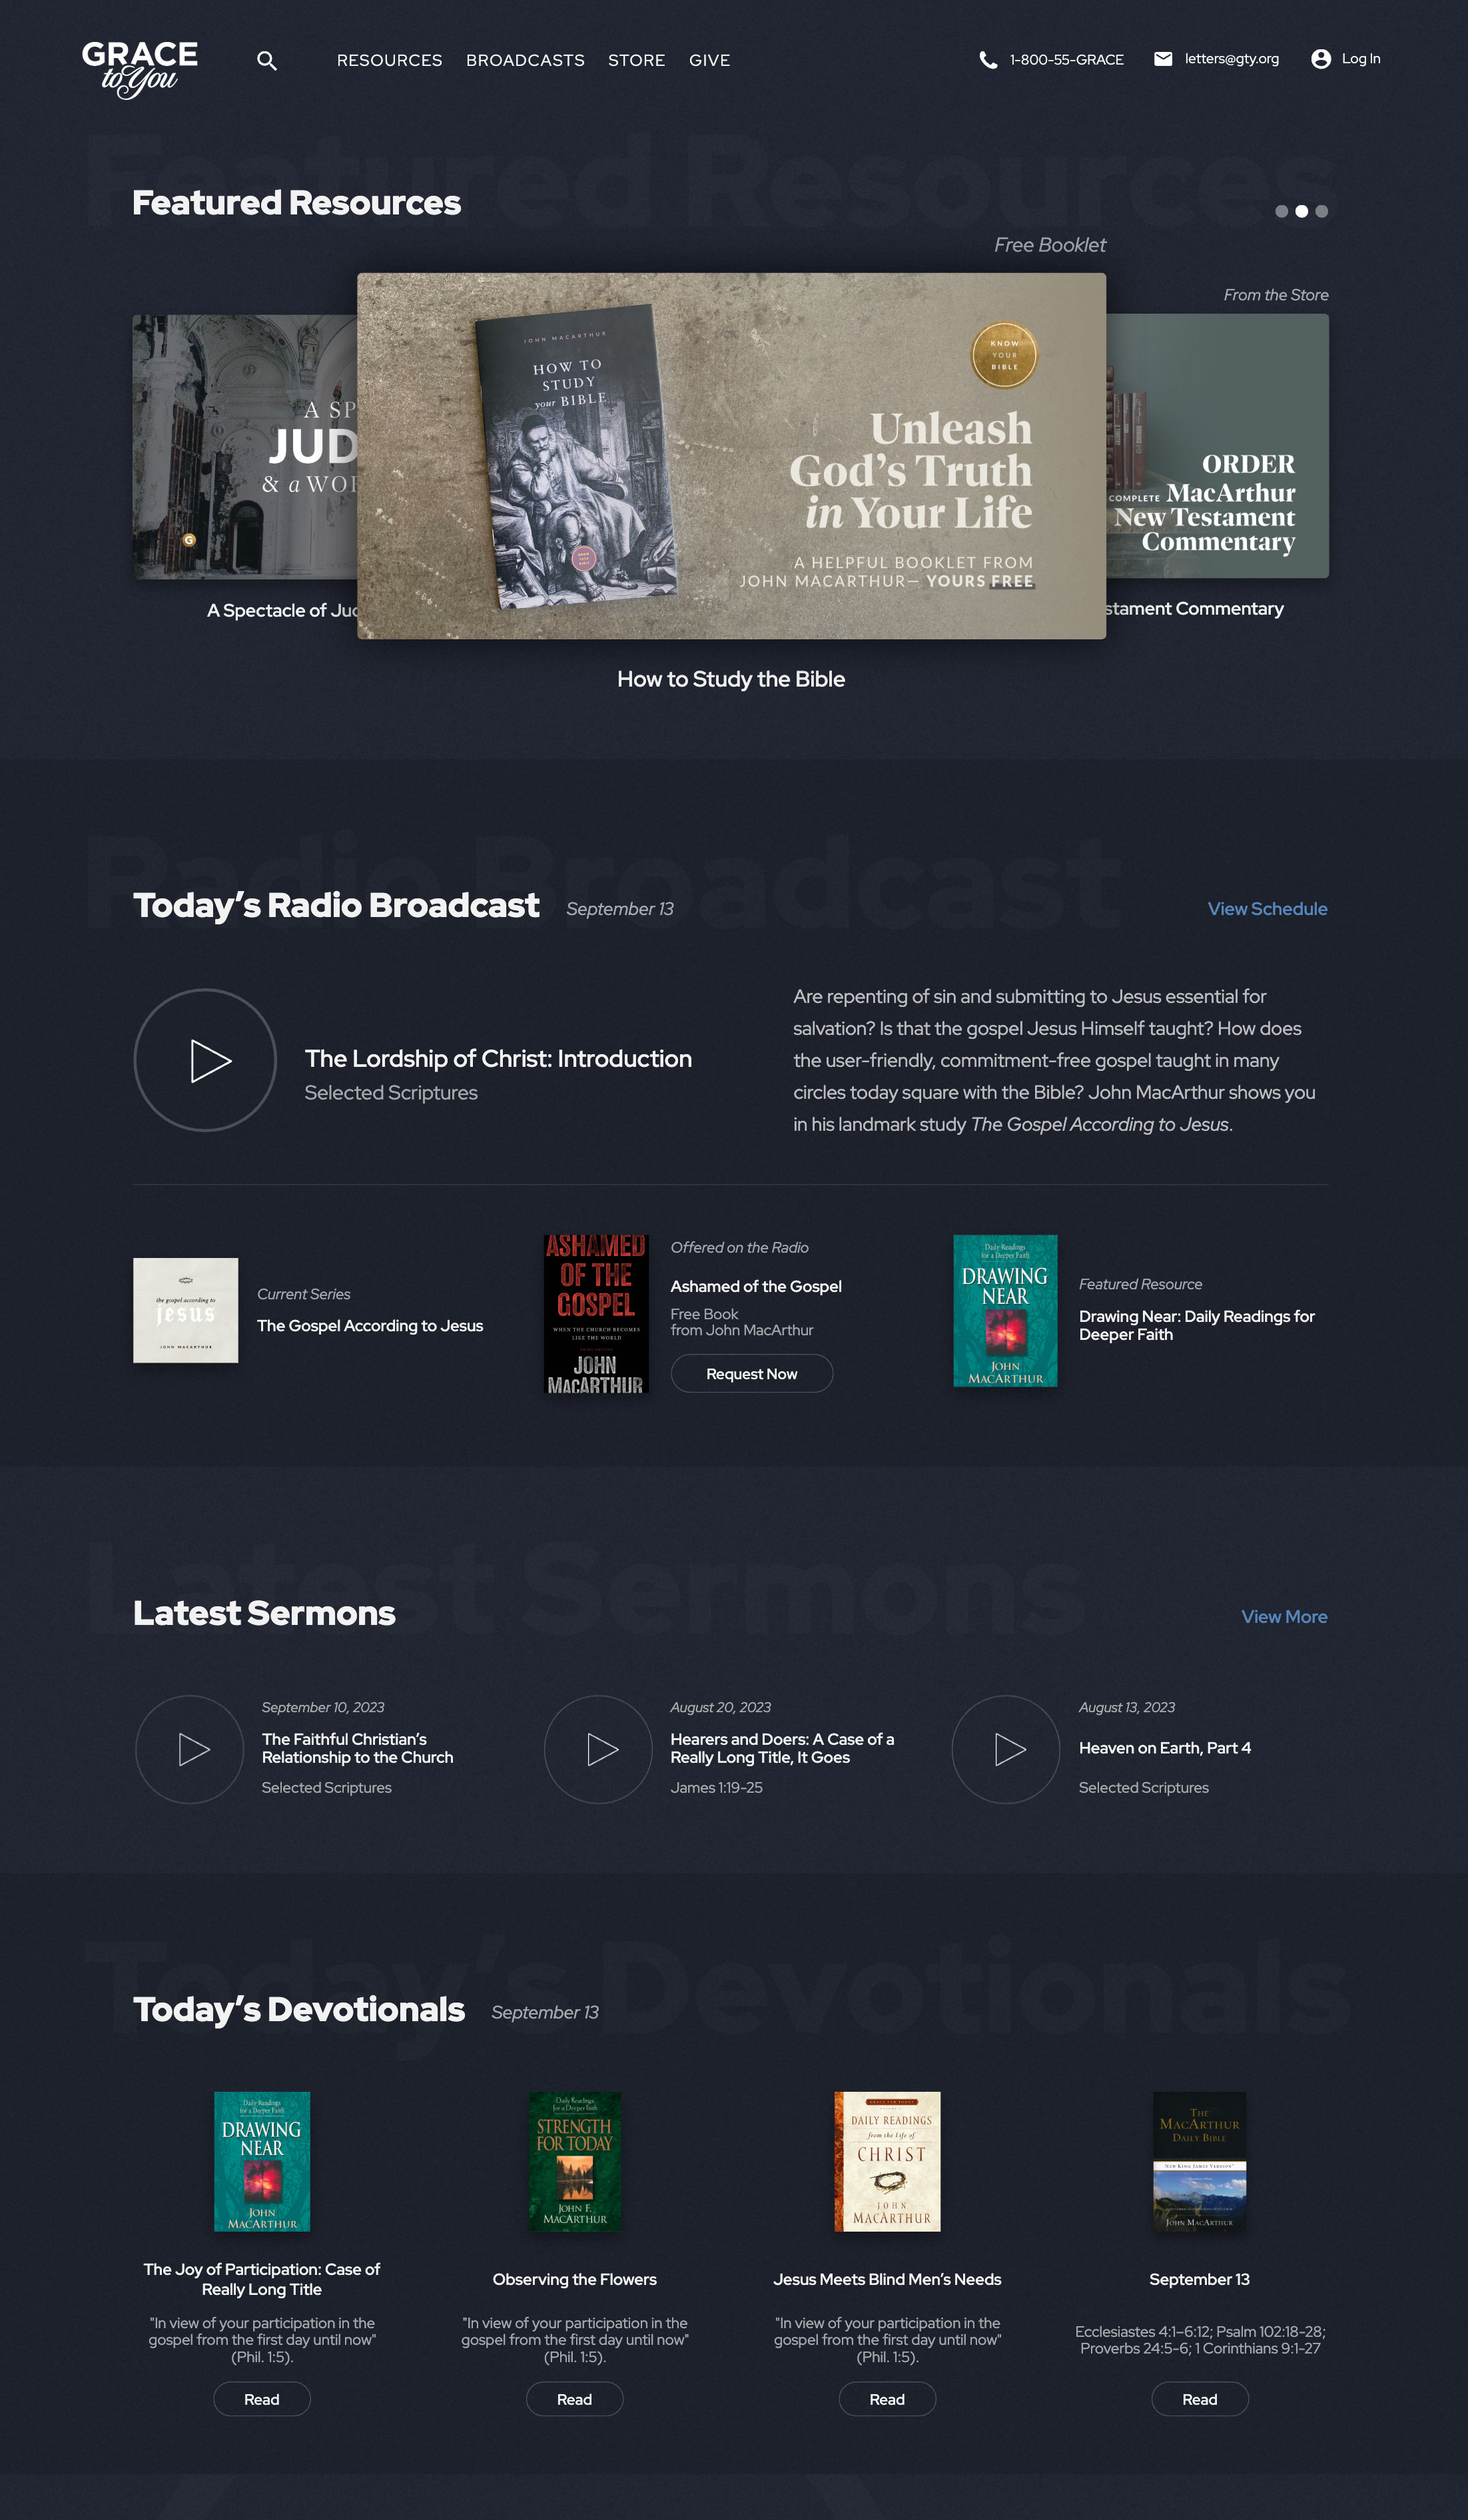 GRACE
to You
RESOURCES BROADCASTS STORE GIVE
1-800-55-GRACE
letters@gty.org
Log In
Featured Resources
Featured Resources
Free Booklet
From the Store
A SP
JUD
& a WOR
G
A Spectacle of Jud
JOHN MACARTHUR
HOW TO
STUDY
your BIBLE
KNOW
YOUR
BIBLE
Unleash
God's Truth
in Your Life
A HELPFUL BOOKLET FROM
JOHN MACARTHUR— YOURS FREE
How to Study the Bible
ORDER
COMPLETE MacArthur
New Testament
Commentary
stament Commentary
Radio Broadcast
Today's Radio Broadcast
September 13
View Schedule
The Lordship of Christ: Introduction
Selected Scriptures
Are repenting of sin and submitting to Jesus essential for
salvation? Is that the gospel Jesus Himself taught? How does
the user-friendly, commitment-free gospel taught in many
circles today square with the Bible? John MacArthur shows you
in his landmark study The Gospel According to Jesus.
the gospel according to
jesus
JOHN MACARTHUR
Current Series
The Gospel According to Jesus
ASHAMED
OF THE
GOSPEL
WHEN THE CHURCH BECOMES
LIKE THE WORLD
JOHN
MACARTHUR
Offered on the Radio
Ashamed of the Gospel
Free Book
from John MacArthur
Request Now
Daily Readings
for a Deeper Faith
DRAWING
NEAR
JOHN
MACARTHUR
Featured Resource
Drawing Near: Daily Readings for
Deeper Faith
Latest Sermons
Latest Sermons
View More
September 10, 2023
The Faithful Christian's
Relationship to the Church
Selected Scriptures
August 20, 2023
Hearers and Doers: A Case of a
Really Long Title, It Goes
James 1:19-25
August 13, 2023
Heaven on Earth, Part 4
Selected Scriptures
Today's Devotionals
Today's Devotionals
September 13
Daily Readings
for a Deeper Faith
DRAWING
NEAR
JOHN
MACARTHUR
The Joy of Participation: Case of
Really Long Title
"In view of your participation in the
gospel from the first day until now"
(Phil. 1:5).
Read
Daily Readings
for a Deeper Faith
STRENGTH
FOR TODAY
JOHN F.
MACARTHUR
Observing the Flowers
"In view of your participation in the
gospel from the first day until now"
(Phil. 1:5).
Read
DAILY READINGS
from the life of
CHRIST
JOHN
MACARTHUR
Jesus Meets Blind Men's Needs
"In view of your participation in the
gospel from the first day until now"
(Phil. 1:5).
Read
THE
MACARTHUR
DAILY BIBLE
NEW KING JAMES VERSION
JOHN MACARTHUR
September 13
Ecclesiastes 4:1–6:12; Psalm 102:18-28;
Proverbs 24:5-6; 1 Corinthians 9:1-27
Read